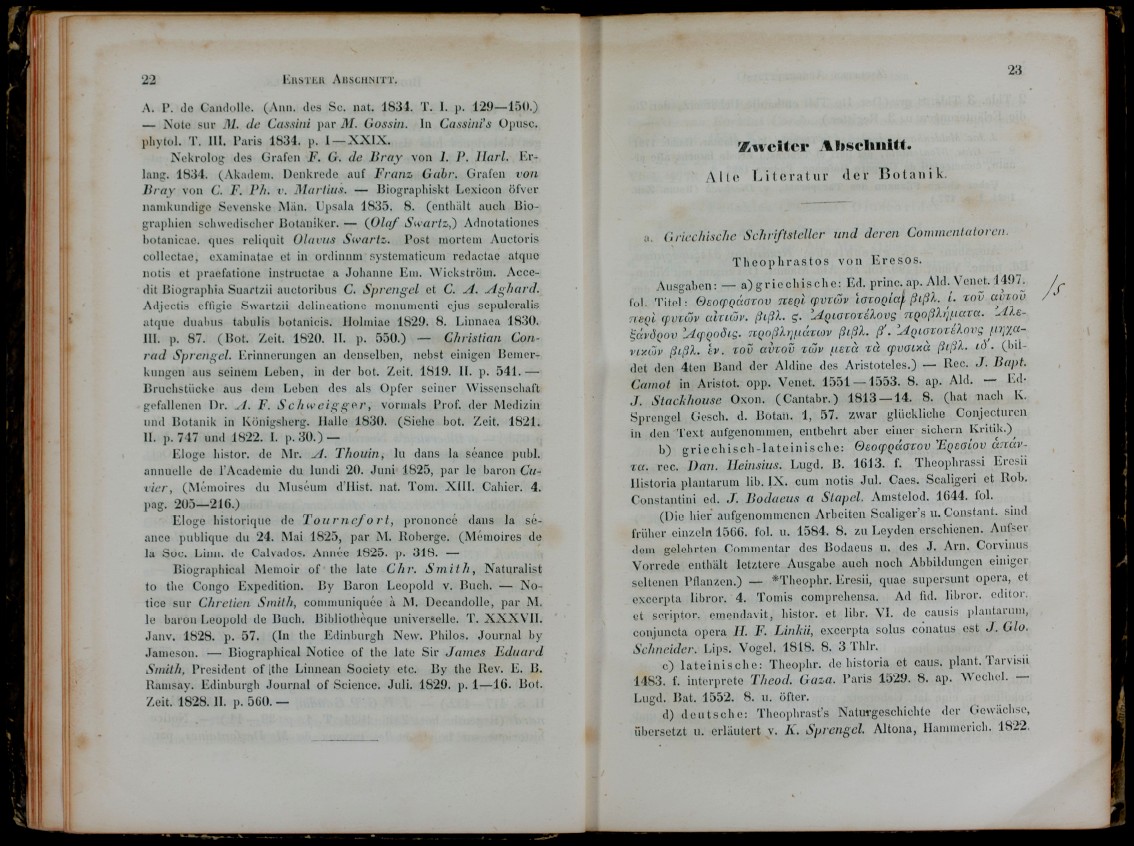 22 ERSTER ABSCHNITT.
A. P. de Candolle. (Ann. des Sc. nat. 1834. T. I. p. 129—150.)
— Note sur M. de Cassini par M. Gossin. In Cassini's Opusc.
phytol. T. III. Paris 1834. p. I—XXIX.
Nekrolog des Grafen F. G. de Bray von I. P. Harl. Er-
lang. 1834. (Akadem. Denkrede auf Franz Gabr. Grafen von
Bray von C. F. Ph. v. Martius. — Biographiskt Lexicon öfver
namkundige Sevenske Män. Upsala 1835. 8. (enthält auch Bio-
graphien schwedischer Botaniker. — (Olaf Swartz,) Adnotationes
botanicae. ques reliquit Olavus Swartz. Post mortem Auctoris
collectae, examinatae et in ordinnm systematicum redactae atque
notis et praefatione instructae a Johanne Em. Wickström. Acce-
dit Biographia Suartzii auctoribus C. Sprengel et C. A. Aghard.
Adjectis effigie Swartzii delineatione monumenti ejus sepulcralis
atque duabus tabulis botanicis. Holmiae 1829. 8. Linnaea 1830.
III. p. 87. (Bot. Zeit. 1820. II. p. 550.) — Christian Con-
rad Sprengel. Erinnerungen an denselben, nebst einigen Bemer-
kungen aus seinem Leben, in der bot. Zeit. 1819. II. p. 541. —
Bruchstücke aus dem Leben des als Opfer seiner Wissenschaft
gefallenen Dr. A. F. Schweigger, vormals Prof. der Medizin
und Botanik in Königsberg. Halle 1830. (Siehe bot. Zeit. 1821.
II. p. 747 und 1822. I. p. 30.) —
Eloge histor. de Mr. A. Thouin, lu dans la séance publ.
annuelle de l'Academie du lundi 20. Juni 1825, par le baron Cu-
vier, (Mémoires du Muséum d'Hist. nat. Tom. XIII. Cahier. 4.
pag. 205—216.)
Eloge historique de Tournefort, prononcé dans la sé-
ance publique du 24. Mai 1825, par M. Roberge. (Mémoires de
la Soc. Linn. de Calvados. Année 1825. p. 318. —
Biographical Memoir of the late Chr. Smith, Naturalist
to the Congo Expedition. By Baron Leopold v. Buch. — No-
tice sur Chretien Smith, communiquée à M. Decandolle, par M.
le baron Leopold de Buch. Bibliothèque universelle. T. XXXVII.
Janv. 1828. p. 57. (In the Edinburgh New. Philos. Journal by
Jameson. — Biographical Notice of the late Sir James Eduard
Smith, President of the Linnean Society etc. By the Rev. E. B.
Ramsay. Edinburgh Journal of Science. Juli. 1829. p. 1—16. Bot.
Zeit. 1828. II. p. 560. —
23
Zweiter Abschnitt.
Alte Literatur der Botanik.
a. Griechische Schriftsteller und deren Commentatoren.
Theophrastos von Eresos.
Ausgaben: — a) griechische: Ed. princ. ap. Ald. Venet. 1497.
fol. Titel: Θεοφράστου περὶ φυτῶν ἱστορίας βιβλ. ί. τοῦ αὐτοῦ
περὶ φυτῶν αἰτιῶν. βιβλ. ς. Ἀριστοτέλους προβλήματα. Ἀλε-
ξάνδρου Ἀφροδις. προβλημάτων βιβλ. β'. Ἀριστοτέλους μηχα-
νικῶν βιβλ. ἑν. τοῦ αὐτοῦ τῶν μετὰ τὰ φυσικὰ βιβλ. ιδ'. (bil-
det den 4ten Band der Aldine des Aristoteles.) — Rec. J. Bapt.
Camot in Aristot. opp. Venet. 1551—1553. 8. ap. Ald. — Ed.
J. Stackhouse Oxon. (Cantabr.) 1813—14. 8. (hat nach K.
Sprengel Gesch. d. Botan. 1, 57. zwar glückliche Conjecturen
in den Text aufgenommen, entbehrt aber einer sichern Kritik.)
b) griechisch-lateinische: Θεοφράστου Ἐρεσίου ἁπάν-
τα. rec. Dan. Heinsius. Lugd. B. 1613. f. Theophrassi Eresii
Historia plantarum lib. IX. cum notis Jul. Caes. Scaligeri et Rob.
Constantini ed. J. Bodaeus a Stapel. Amstelod. 1644. fol.
(Die hier aufgenommenen Arbeiten Scaliger's u. Constant. sind
früher einzeln 1566. fol. u. 1584. 8. zu Leyden erschienen. Aufser
dem gelehrten Commentar des Bodaeus u. des J. Arn. Corvinus
Vorrede enthält letztere Ausgabe auch noch Abbildungen einiger
seltenen Pflanzen.) — *Theophr. Eresii, quae supersunt opera, et
excerpta libror. 4. Tomis comprehensa. Ad fid. libror. editor.
et scriptor. emendavit, histor. et libr. VI. de causis plantarum,
conjuncta opera H. F. Linkii, excerpta solus conatus est J. Glo.
Schneider. Lips. Vogel. 1818. 8. 3 Thlr.
c) lateinische: Theophr. de historia et caus. plant. Tarvisii
1483. f. interprete Theod. Gaza. Paris 1529. 8. ap. Wechel. —
Lugd. Bat. 1552. 8. u. öfter.
d) deutsche: Theophrast's Naturgeschichte der Gewächse,
übersetzt u. erläutert v. K. Sprengel. Altona, Hammerich. 1822.